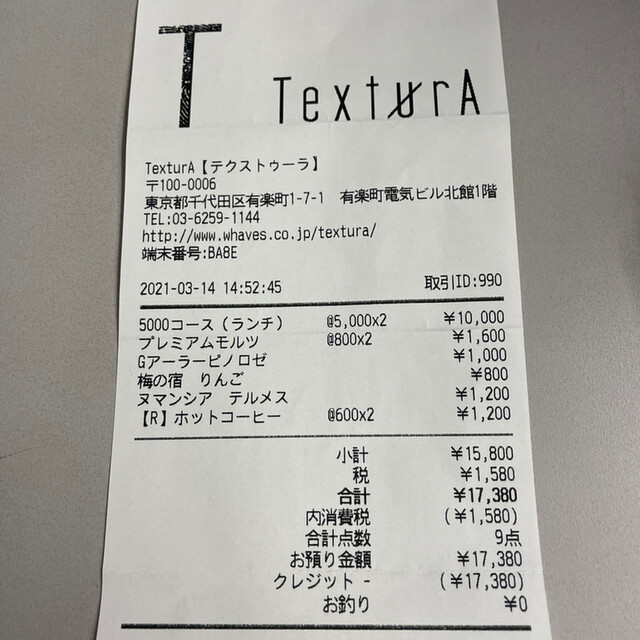 T TexturA
TexturA【テクストゥーラ】
〒100-0006
東京都千代田区有楽町1-7-1 有楽町電気ビル北館1階
TEL:03-6259-1144
http://www.whaves.co.jp/textura/
端末番号:BA8E
2021-03-14 14:52:45 取引ID:990
5000コース(ランチ) @5,000x2 ¥10,000
プレミアムモルツ @800x2 ¥1,600
Gアーラーピノロゼ ¥1,000
梅の宿 りんご ¥800
ヌマンシア テルメス ¥1,200
【R】ホットコーヒー @600x2 ¥1,200
小計 ¥15,800
税 ¥1,580
合計 ¥17,380
内消費税 (¥1,580)
合計点数 9点
お預り金額 ¥17,380
クレジット - (¥17,380)
お釣り ¥0